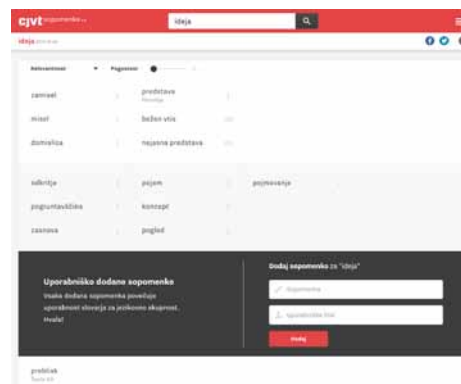 cjvt sopomenke
ideja
ideja
Relevantnost Pogostost
zamisel predstava
misel bežen vtis
domislica nejasna predstava
odkritje pojem pojmovanje
pogruntavščina koncept
zasnova pogled
Uporabniško dodane sopomenke
Vsaka dodana sopomenka povečuje
uporabnost slovarja za jezikovno skupnost.
Hvala!
Dodaj sopomenko za "ideja"
Sopomenka
Uporabniško ime
Dodaj
preblisk